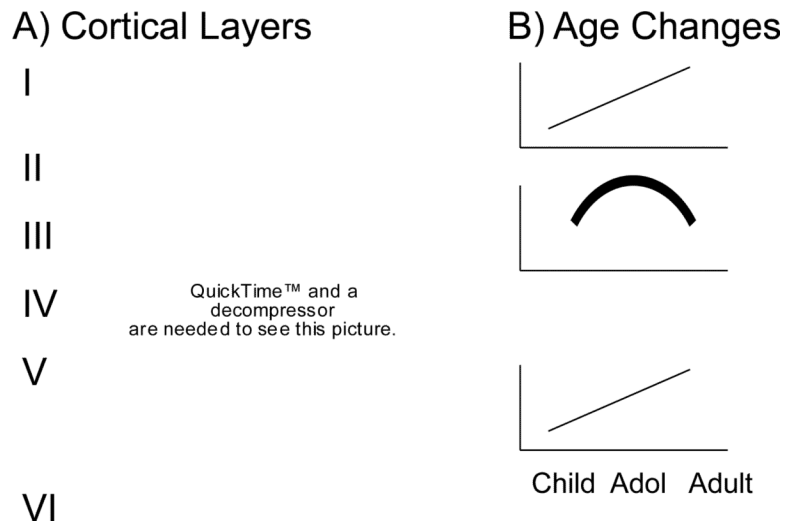 A) Cortical Layers
B) Age Changes
I
II
III
IV
QuickTime™ and a
decompressor
are needed to see this picture.
V
VI
Child Adol Adult